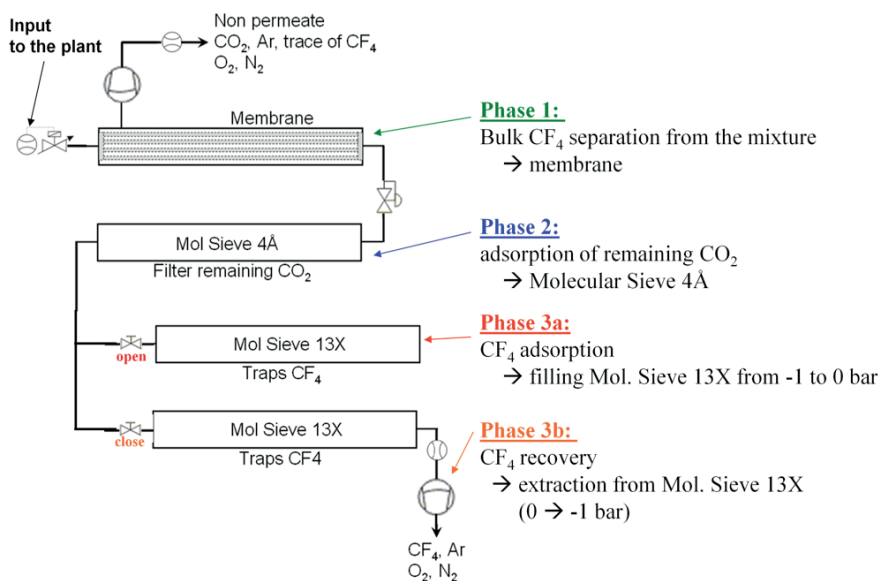 Input
to the plant
Non permeate
CO₂, Ar, trace of CF₄
O₂, N₂
Membrane
Phase 1:
Bulk CF₄ separation from the mixture
→ membrane
Mol Sieve 4Å
Filter remaining CO₂
Phase 2:
adsorption of remaining CO₂
→ Molecular Sieve 4Å
open
Mol Sieve 13X
Traps CF₄
Phase 3a:
CF₄ adsorption
→ filling Mol. Sieve 13X from -1 to 0 bar
close
Mol Sieve 13X
Traps CF4
Phase 3b:
CF₄ recovery
→ extraction from Mol. Sieve 13X
(0 → -1 bar)
CF₄, Ar
O₂, N₂